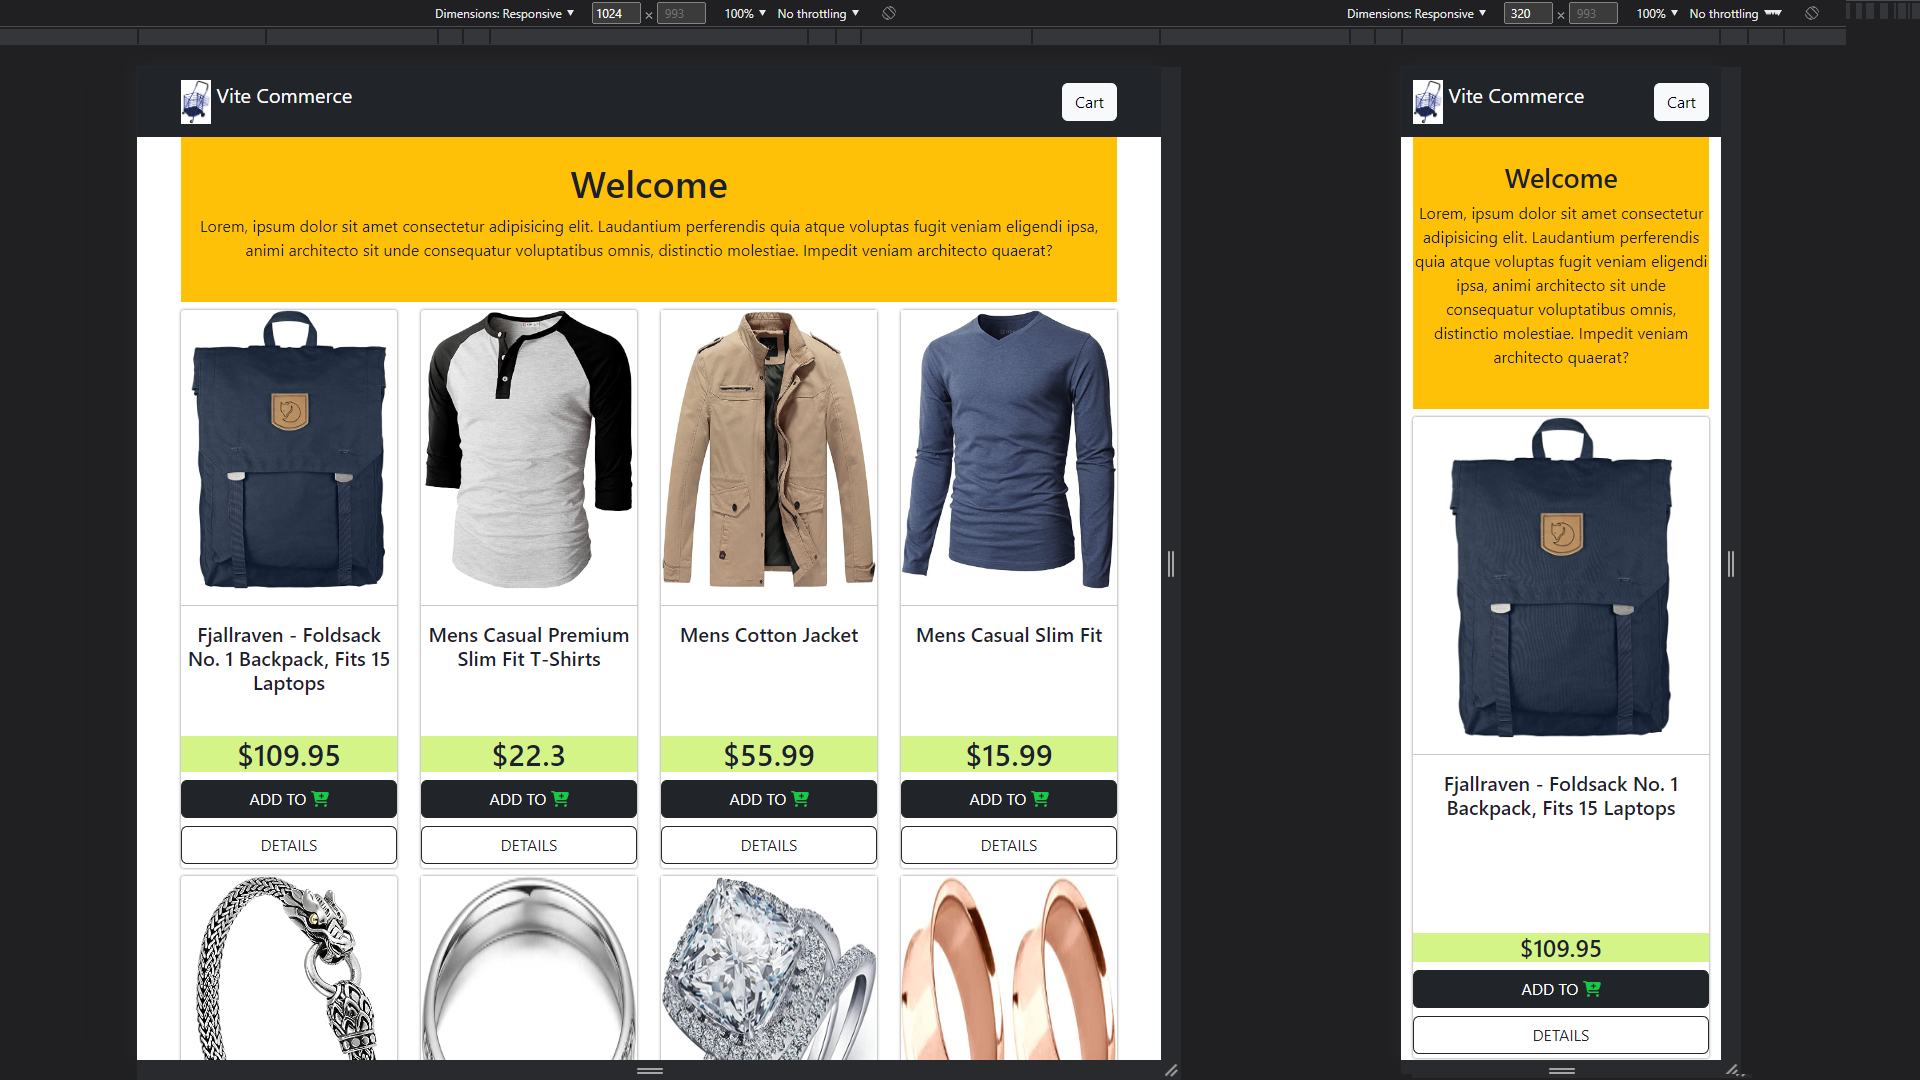 Dimensions: Responsive ▼ 1024 × 993 100% ▼ No throttling ▼
Dimensions: Responsive ▼ 320 × 993 100% ▼ No throttling
Vite Commerce
Cart
Welcome
Lorem, ipsum dolor sit amet consectetur adipisicing elit. Laudantium perferendis quia atque voluptas fugit veniam eligendi ipsa,
animi architecto sit unde consequatur voluptatibus omnis, distinctio molestiae. Impedit veniam architecto quaerat?
Fjallraven - Foldsack
No. 1 Backpack, Fits 15
Laptops
$109.95
ADD TO
DETAILS
Mens Casual Premium
Slim Fit T-Shirts
$22.3
ADD TO
DETAILS
Mens Cotton Jacket
$55.99
ADD TO
DETAILS
Mens Casual Slim Fit
$15.99
ADD TO
DETAILS
Vite Commerce
Cart
Welcome
Lorem, ipsum dolor sit amet consectetur
adipisicing elit. Laudantium perferendis
quia atque voluptas fugit veniam eligendi
ipsa, animi architecto sit unde
consequatur voluptatibus omnis,
distinctio molestiae. Impedit veniam
architecto quaerat?
Fjallraven - Foldsack No. 1
Backpack, Fits 15 Laptops
$109.95
ADD TO
DETAILS